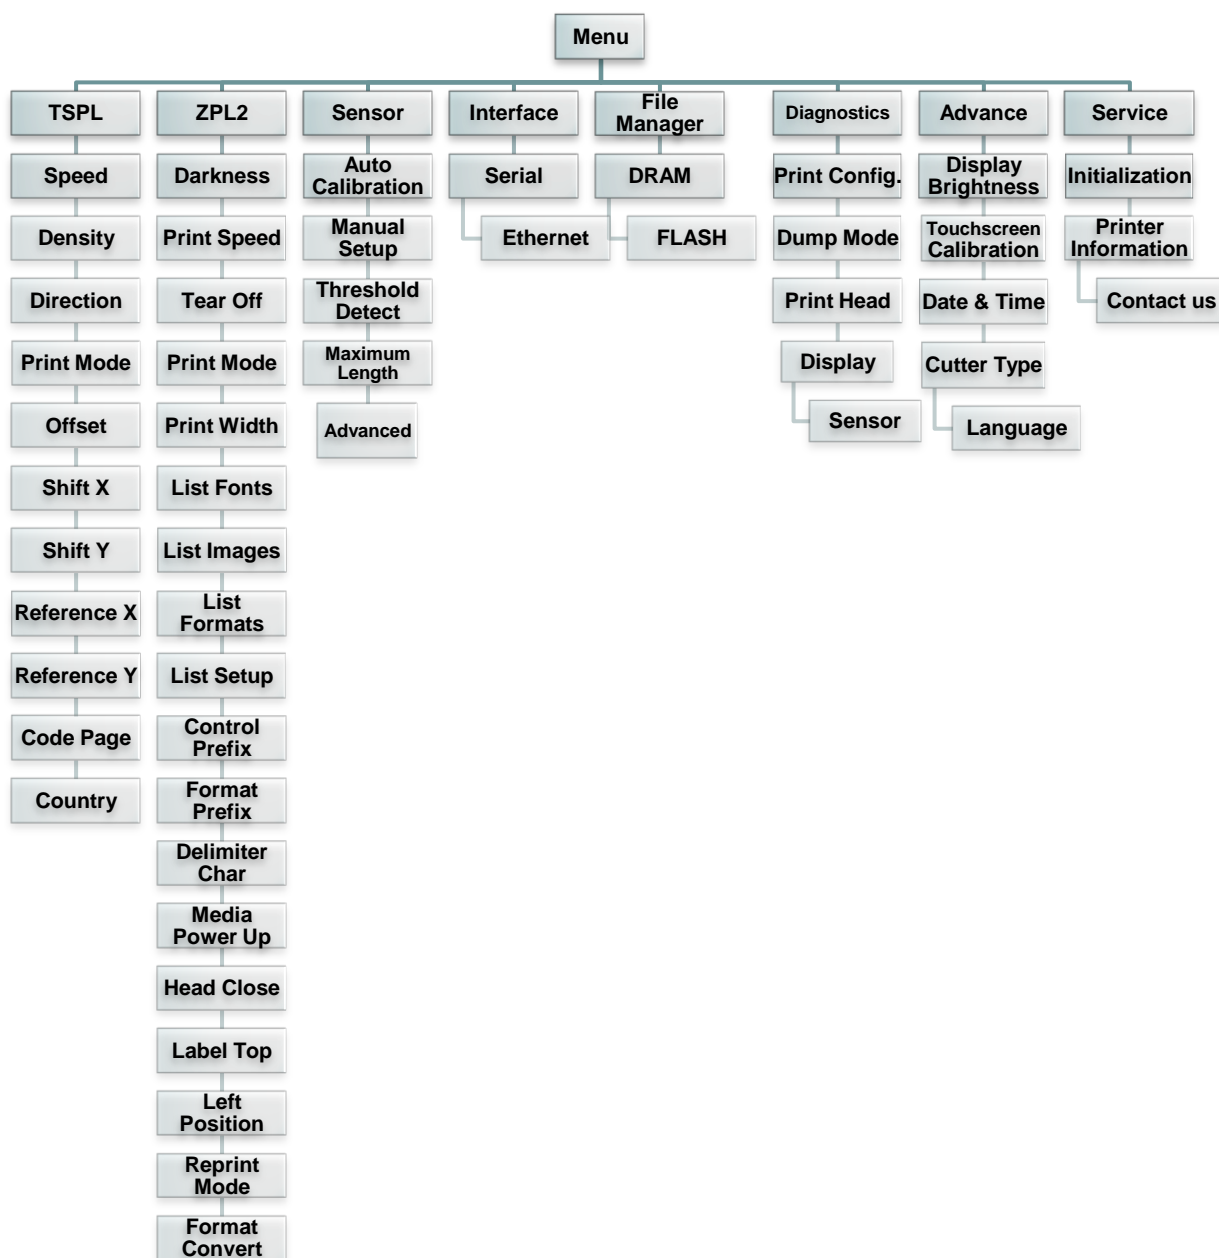 Menu
TSPL
Speed
Density
Direction
Print Mode
Offset
Shift X
Shift Y
Reference X
Reference Y
Code Page
Country
ZPL2
Darkness
Print Speed
Tear Off
Print Mode
Print Width
List Fonts
List Images
List
Formats
List Setup
Control
Prefix
Format
Prefix
Delimiter
Char
Media
Power Up
Head Close
Label Top
Left
Position
Reprint
Mode
Format
Convert
Sensor
Auto
Calibration
Manual
Setup
Threshold
Detect
Maximum
Length
Advanced
Interface
Serial
Ethernet
File
Manager
DRAM
FLASH
Diagnostics
Print Config.
Dump Mode
Print Head
Display
Sensor
Advance
Display
Brightness
Touchscreen
Calibration
Date & Time
Cutter Type
Language
Service
Initialization
Printer
Information
Contact us